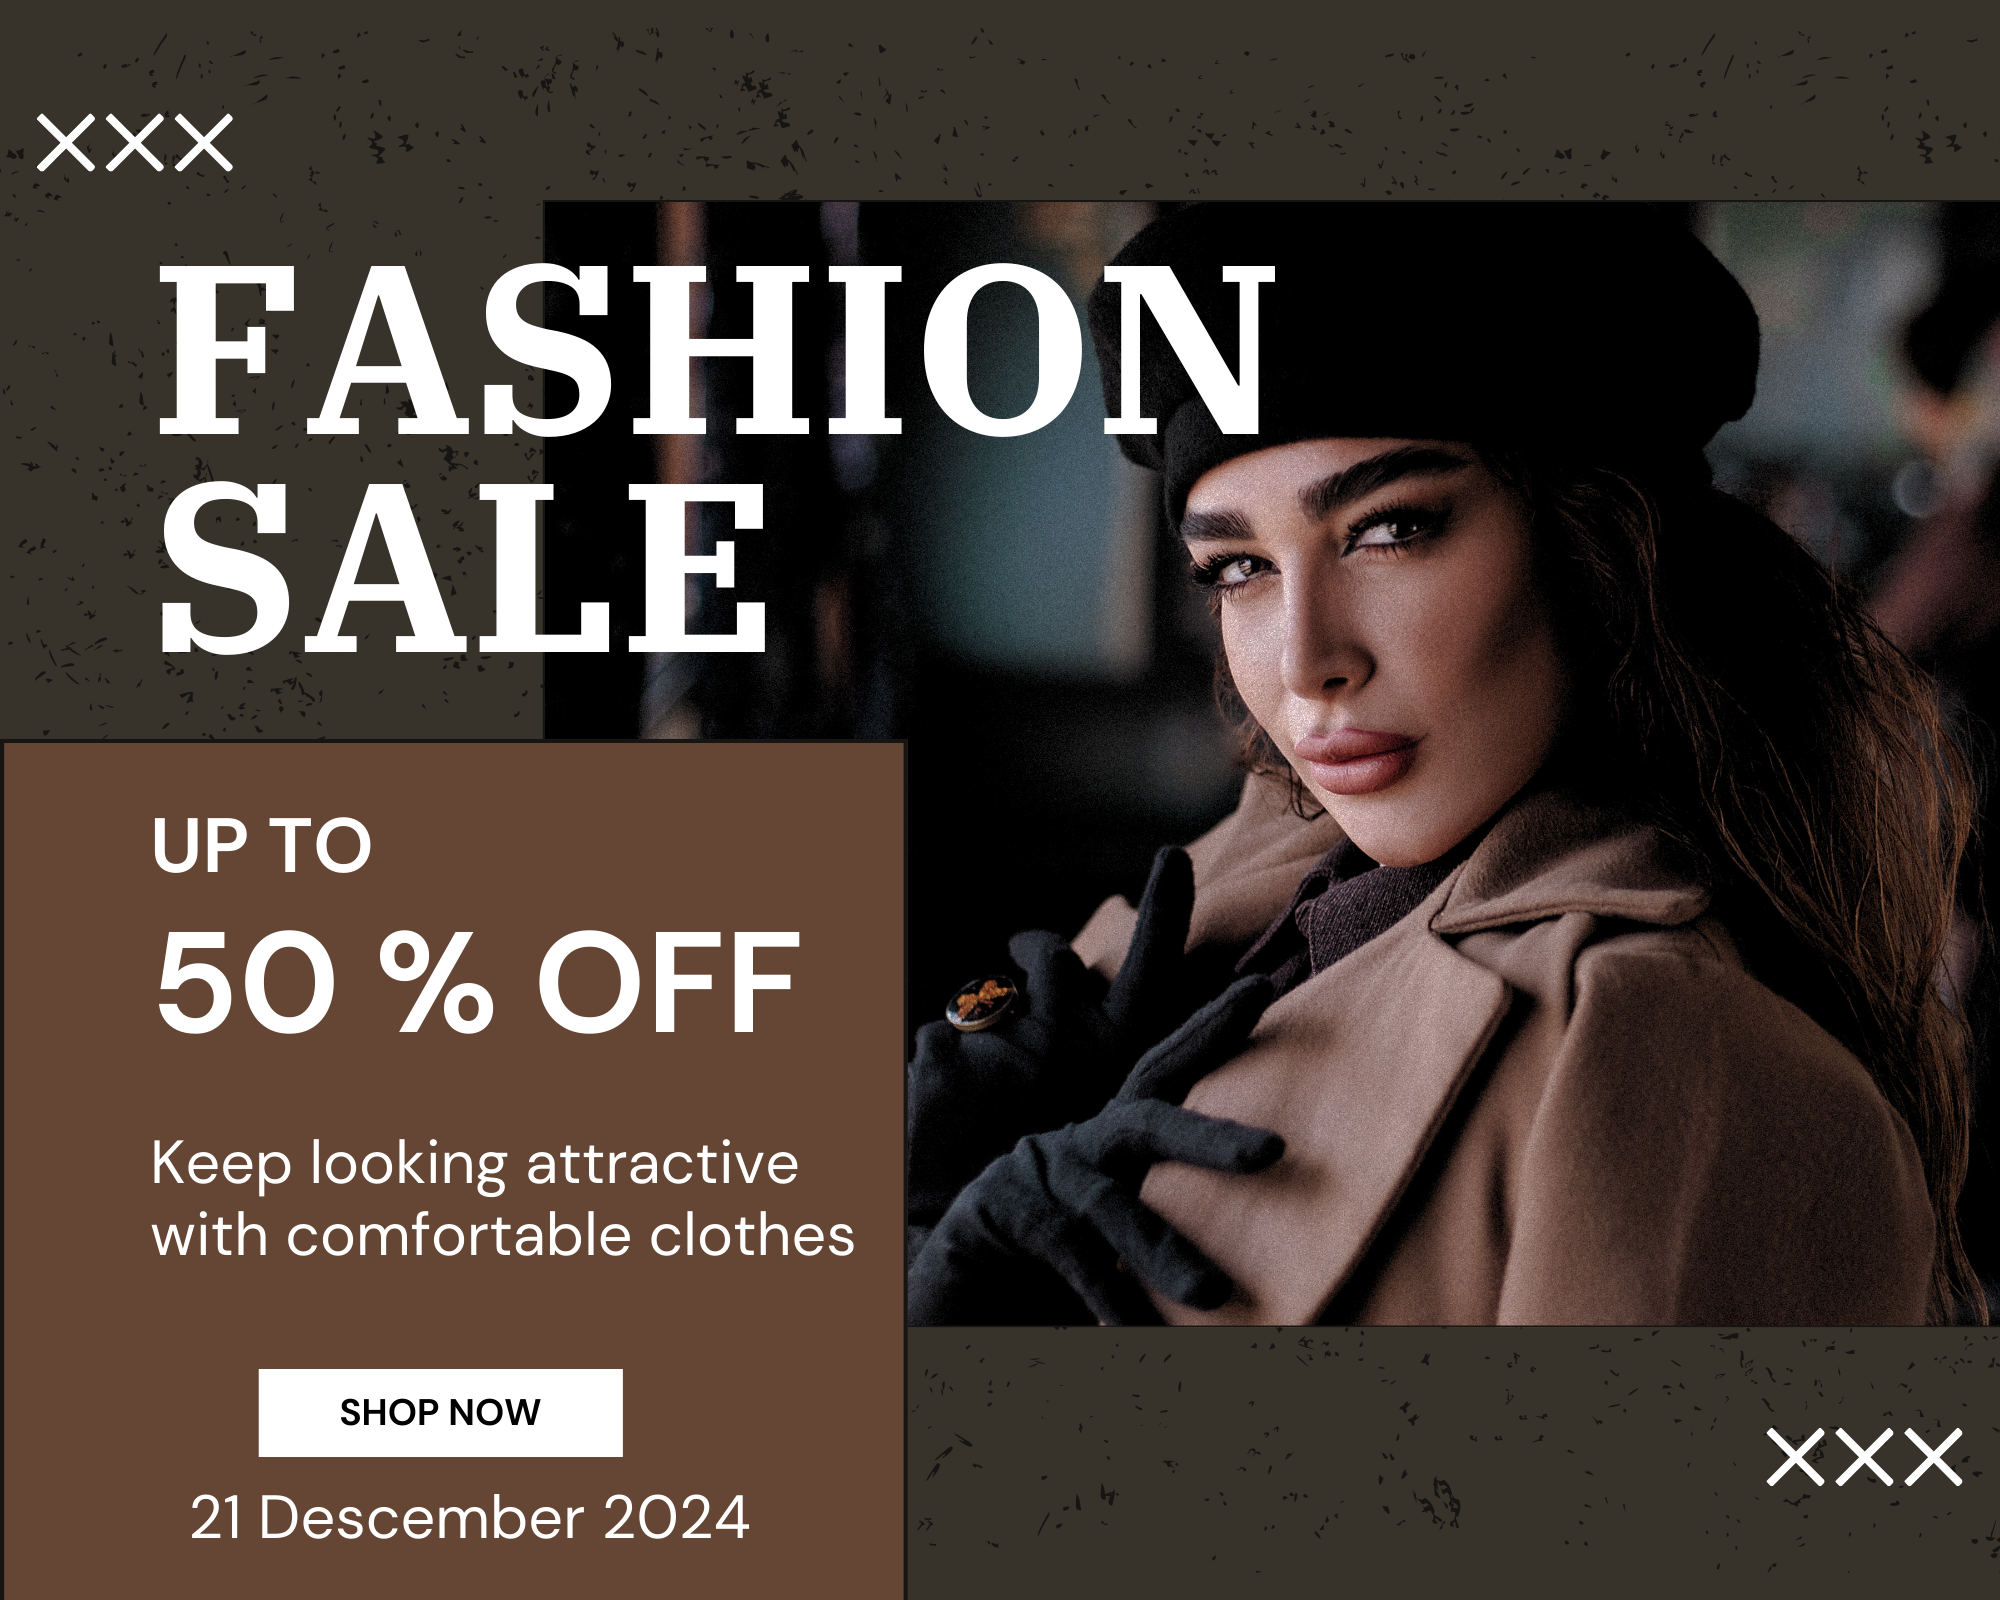 XXX
FASHION
SALE
UP TO
50 % OFF
Keep looking attractive
with comfortable clothes
SHOP NOW
21 Descember 2024
XXX